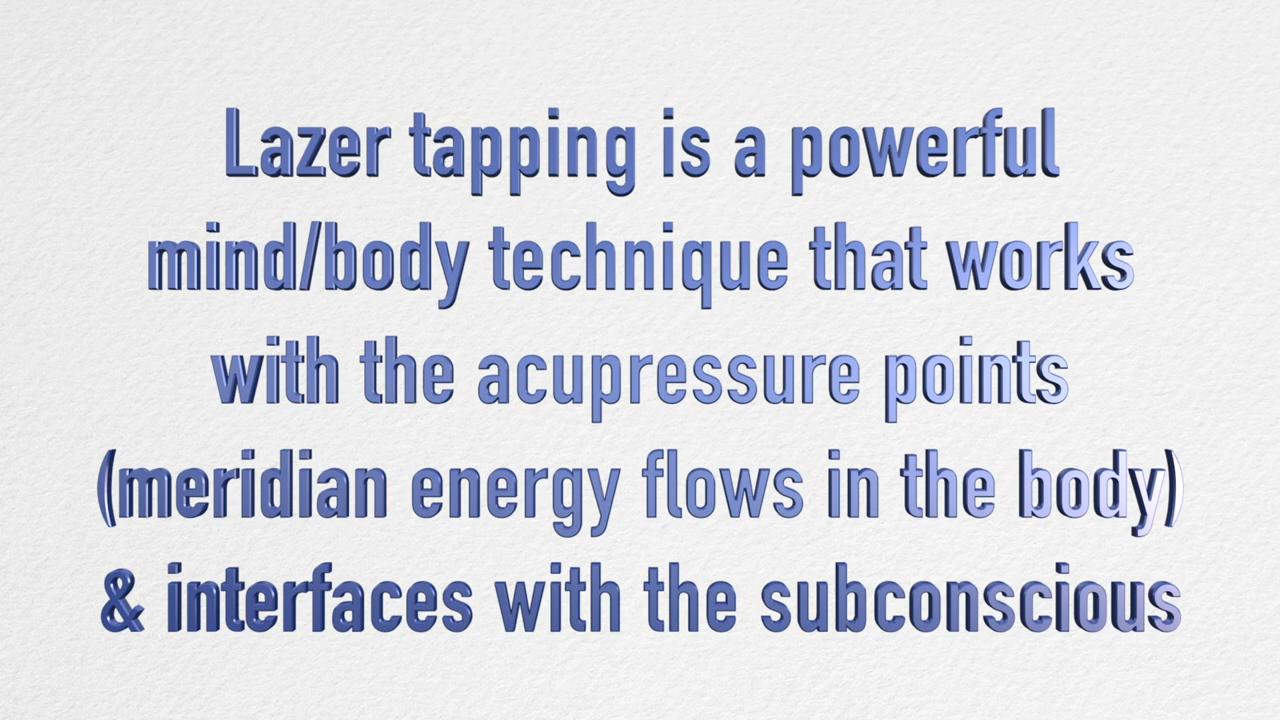 Lazer tapping is a powerful
mind/body technique that works
with the acupressure points
(meridian energy flows in the body)
& interfaces with the subconscious